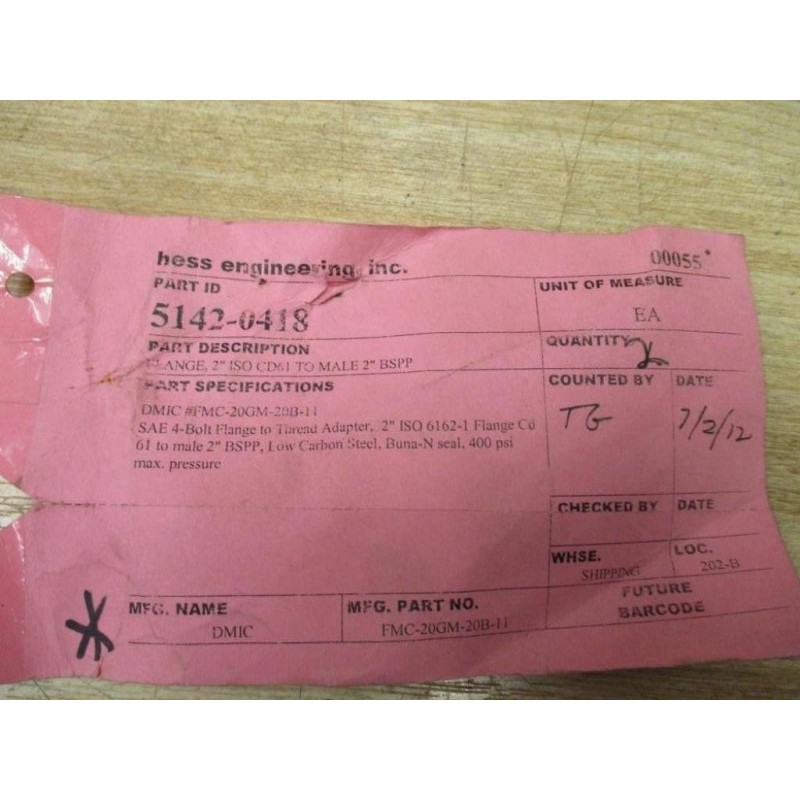 hess engineering, inc.
00055
PART ID
5142-0418
UNIT OF MEASURE
EA
PART DESCRIPTION
FLANGE, 2" ISO CD61 TO MALE 2" BSPP
QUANTITY
2
PART SPECIFICATIONS
DMIC #FMC-20GM-20B-11
SAE 4-Bolt Flange to Thread Adapter, .2" ISO 6162-1 Flange Cd
61 to male 2" BSPP, Low Carbon Steel, Buna-N seal, 400 psi
max. pressure
COUNTED BY
DATE
TG
7/2/12
CHECKED BY
DATE
WHSE.
SHIPPING
LOC.
202-B
MFG. NAME
DMIC
MFG. PART NO.
FMC-20GM-20B-11
FUTURE
BARCODE